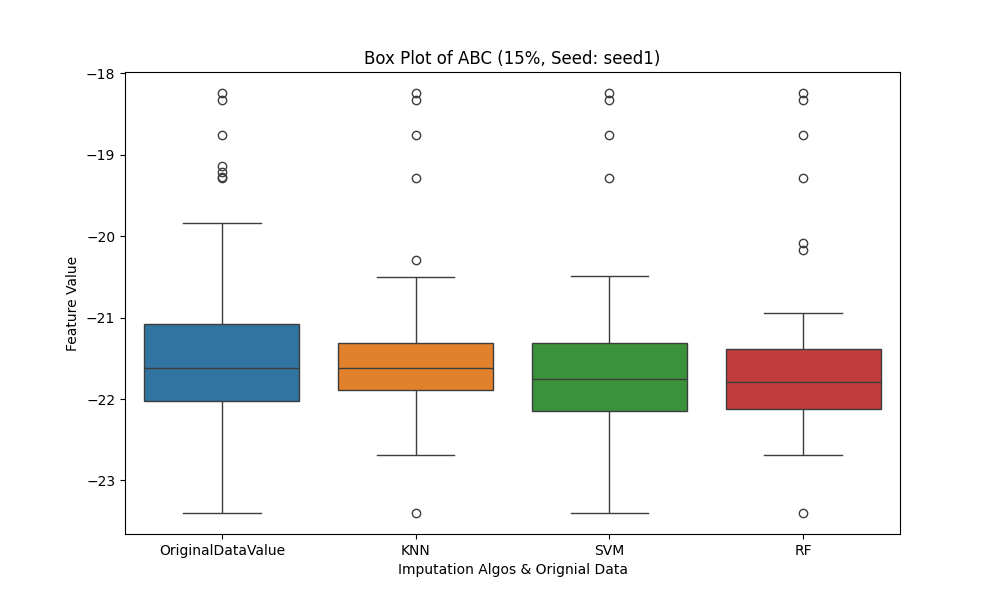 Box Plot of ABC (15%, Seed: seed1)
−18
−19
−20
−21
−22
−23
Feature Value
OriginalDataValue
KNN
SVM
RF
Imputation Algos & Orignial Data